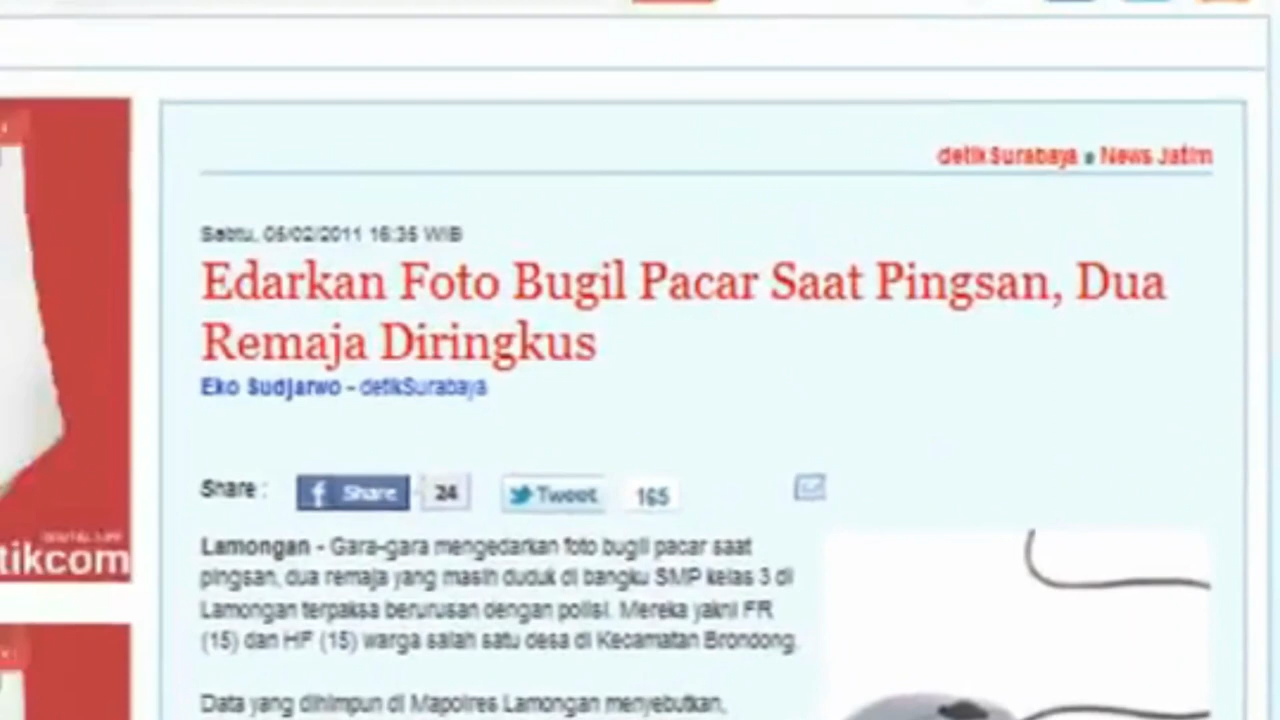 detikSurabaya » News Jatim
Sabtu, 05/02/2011 16:35 WIB
Edarkan Foto Bugil Pacar Saat Pingsan, Dua
Remaja Diringkus
Eko Sudjarwo - detikSurabaya
Share :
Share
24
Tweet
165
tikcom
Lamongan - Gara-gara mengedarkan foto bugil pacar saat
pingsan, dua remaja yang masih duduk di bangku SMP kelas 3 di
Lamongan terpaksa berurusan dengan polisi. Mereka yakni FR
(15) dan HF (15) warga salah satu desa di Kecamatan Brondong.
Data yang dihimpun di Mapolres Lamongan menyebutkan,